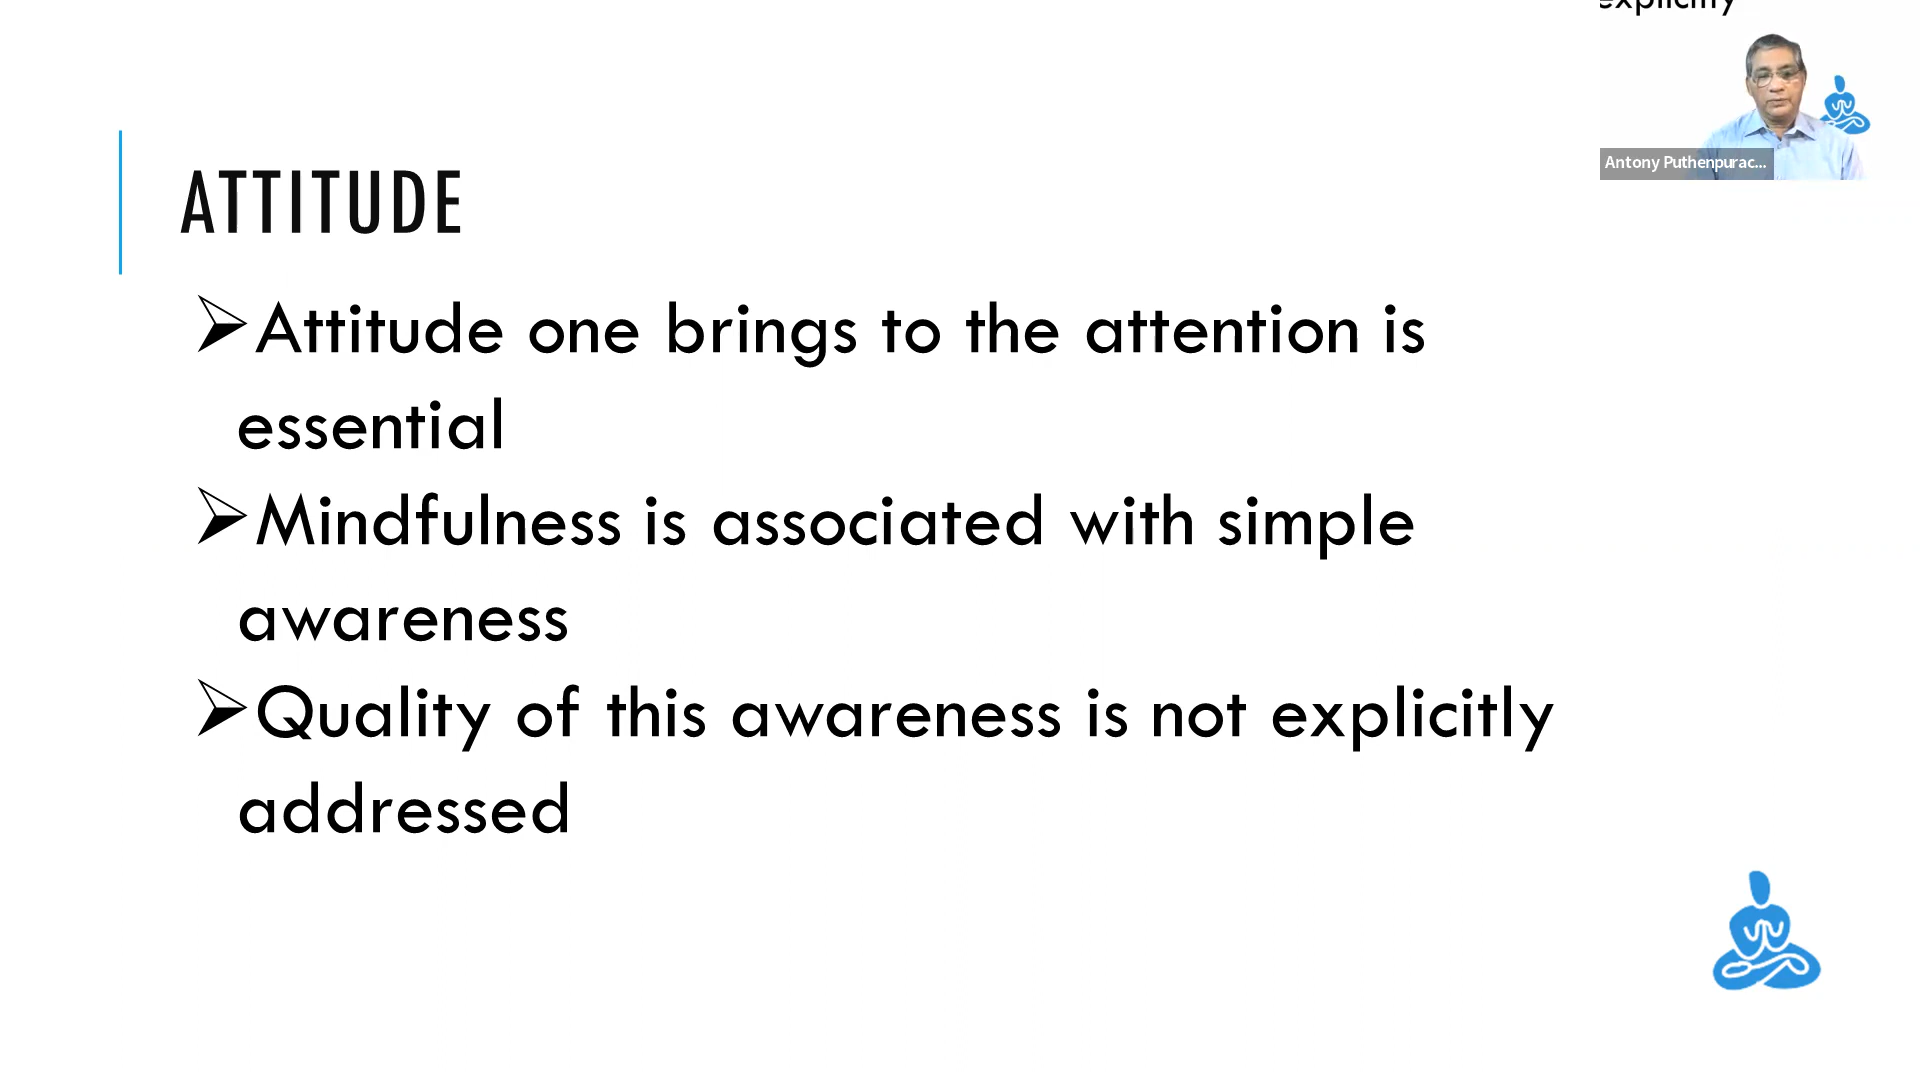 explicitly
Antony Puthenpurac...
ATTITUDE
➢Attitude one brings to the attention is
essential
➢Mindfulness is associated with simple
awareness
➢Quality of this awareness is not explicitly
addressed